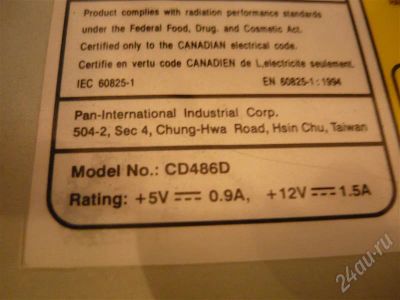 Product complies with radiation performance standards
under the Federal Food, Drug. and Cosmetic Act.
Certified only to the CANADIAN electrical code.
Certifie en vertu code CANADIEN de L,electricite seulement.
IEC 60825-1 EN 60825-1 : 1994
Pan-International Industrial Corp.
504-2, Sec 4, Chung-Hwa Road, Hsin Chu, Taiwan
Model No.: CD486D
Rating: +5V 0.9A, +12V 1.5A
24au.ru